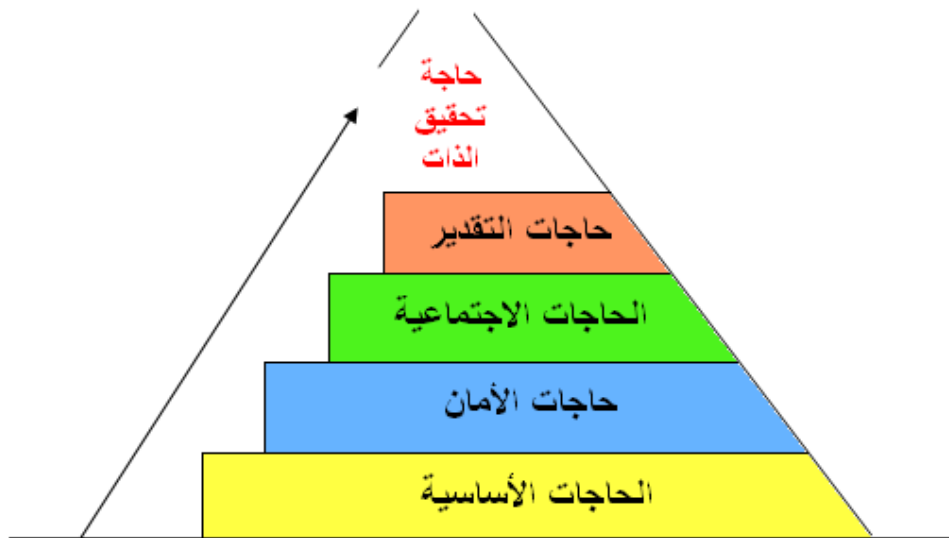 حاجة
تحقيق
الذات
حاجات التقدير
الحاجات الاجتماعية
حاجات الأمان
الحاجات الأساسية